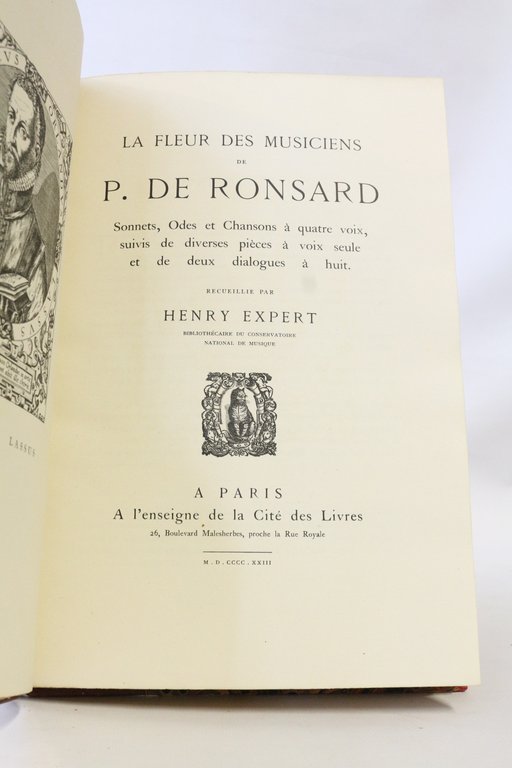 LASSUS
LA FLEUR DES MUSICIENS
DE
P. DE RONSARD
Sonnets, Odes et Chansons à quatre voix,
suivis de diverses pièces à voix seule
et de deux dialogues à huit.
RECUEILLIE PAR
HENRY EXPERT
BIBLIOTHÉCAIRE DU CONSERVATOIRE
NATIONAL DE MUSIQUE
A PARIS
A l'enseigne de la Cité des Livres
26, Boulevard Malesherbes, proche la Rue Royale
M. D. CCCC. XXIII